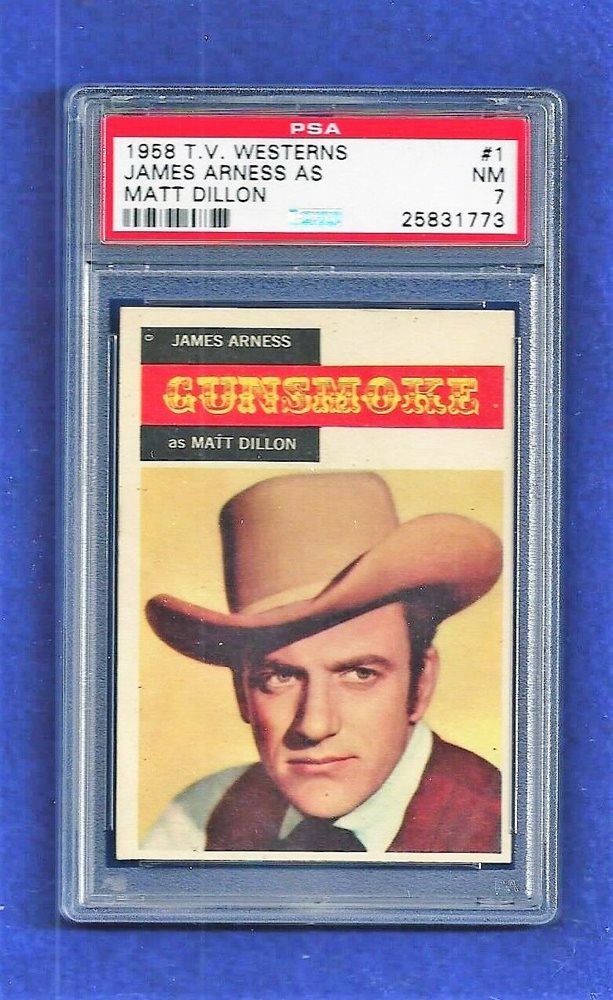 PSA
1958 T.V. WESTERNS #1
JAMES ARNESS AS NM
MATT DILLON 7
25831773
JAMES ARNESS
GUNSMOKE
as MATT DILLON